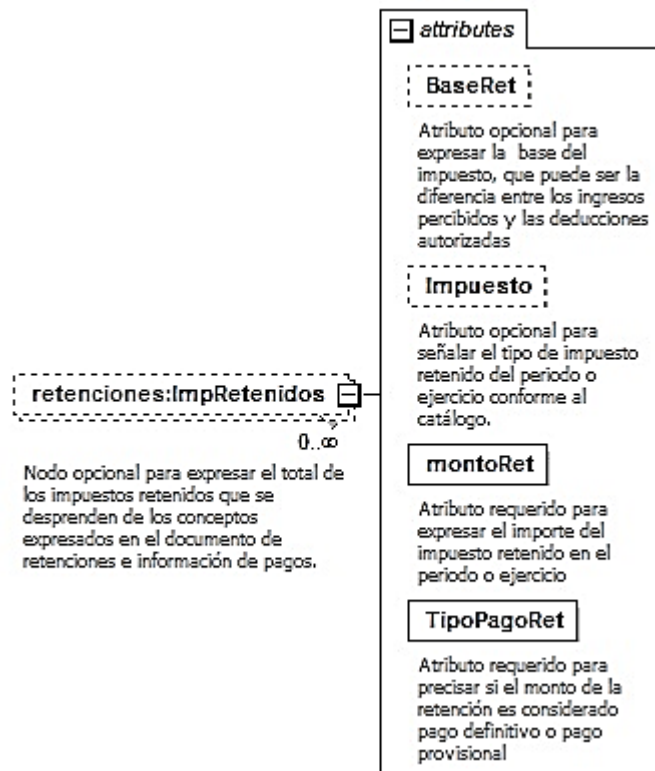 attributes
BaseRet
Atributo opcional para
expresar la base del
impuesto, que puede ser la
diferencia entre los ingresos
percibidos y las deducciones
autorizadas
Impuesto
Atributo opcional para
señalar el tipo de impuesto
retenido del periodo o
ejercicio conforme al
catálogo.
retenciones:ImpRetenidos
0..∞
Nodo opcional para expresar el total de
los impuestos retenidos que se
desprenden de los conceptos
expresados en el documento de
retenciones e información de pagos.
montoRet
Atributo requerido para
expresar el importe del
impuesto retenido en el
periodo o ejercicio
TipoPagoRet
Atributo requerido para
precisar si el monto de la
retención es considerado
pago definitivo o pago
provisional